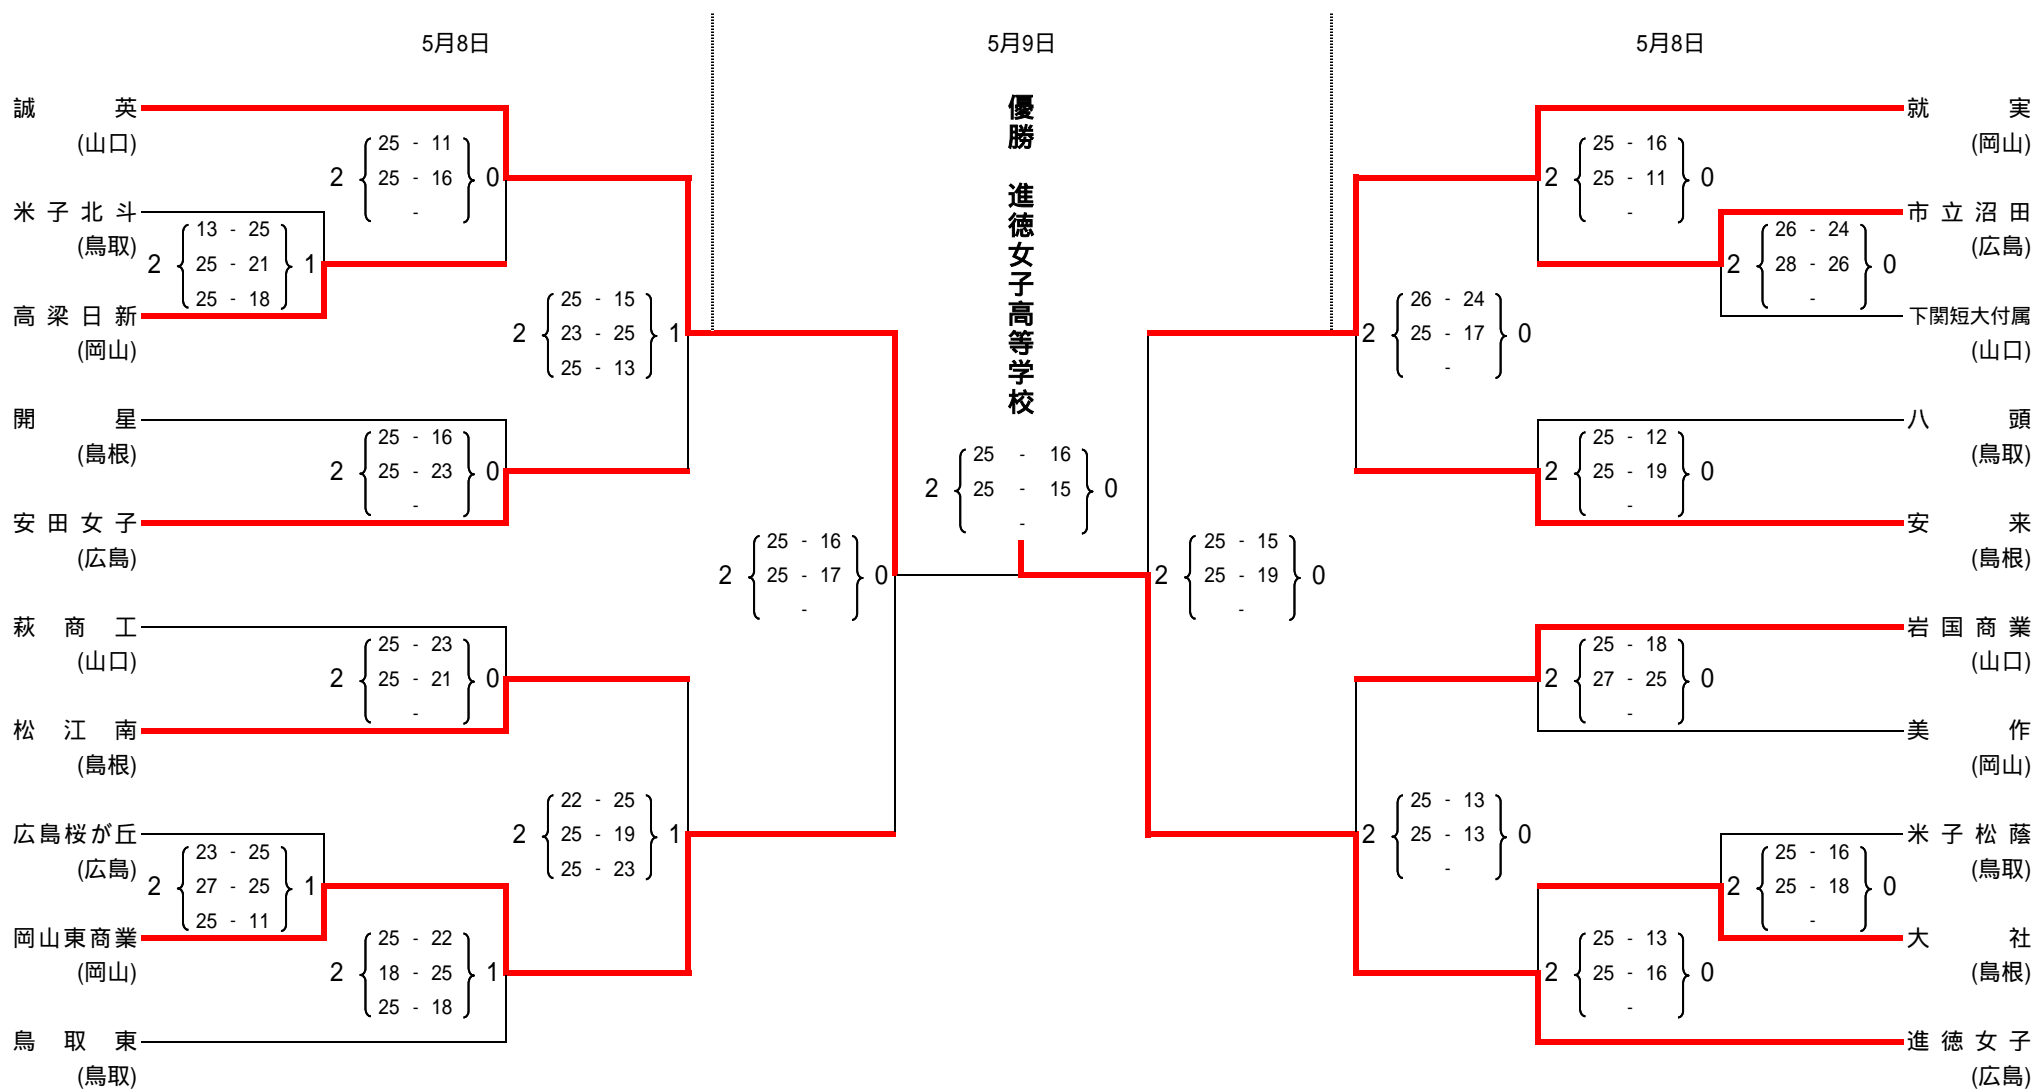 5月8日
5月9日
5月8日
優勝　進徳女子高等学校
誠英
(山口)
米子北斗
(鳥取)
高梁日新
(岡山)
開星
(島根)
安田女子
(広島)
萩商工
(山口)
松江南
(島根)
広島桜が丘
(広島)
岡山東商業
(岡山)
鳥取東
(鳥取)
2 { 13 - 25
25 - 21
25 - 18 } 1
2 { 23 - 25
27 - 25
25 - 11 } 1
2 { 25 - 11
25 - 16
- } 0
2 { 25 - 16
25 - 23
- } 0
2 { 25 - 23
25 - 21
- } 0
2 { 25 - 22
18 - 25
25 - 18 } 1
2 { 25 - 15
23 - 25
25 - 13 } 1
2 { 22 - 25
25 - 19
25 - 23 } 1
2 { 25 - 16
25 - 17
- } 0
2 { 25 - 16
25 - 15
- } 0
2 { 25 - 15
25 - 19
- } 0
2 { 26 - 24
25 - 17
- } 0
2 { 25 - 13
25 - 13
- } 0
2 { 25 - 16
25 - 11
- } 0
2 { 25 - 12
25 - 19
- } 0
2 { 25 - 18
27 - 25
- } 0
2 { 25 - 13
25 - 16
- } 0
2 { 26 - 24
28 - 26
- } 0
2 { 25 - 16
25 - 18
- } 0
就実
(岡山)
市立沼田
(広島)
下関短大付属
(山口)
八頭
(鳥取)
安来
(島根)
岩国商業
(山口)
美作
(岡山)
米子松蔭
(鳥取)
大社
(島根)
進徳女子
(広島)